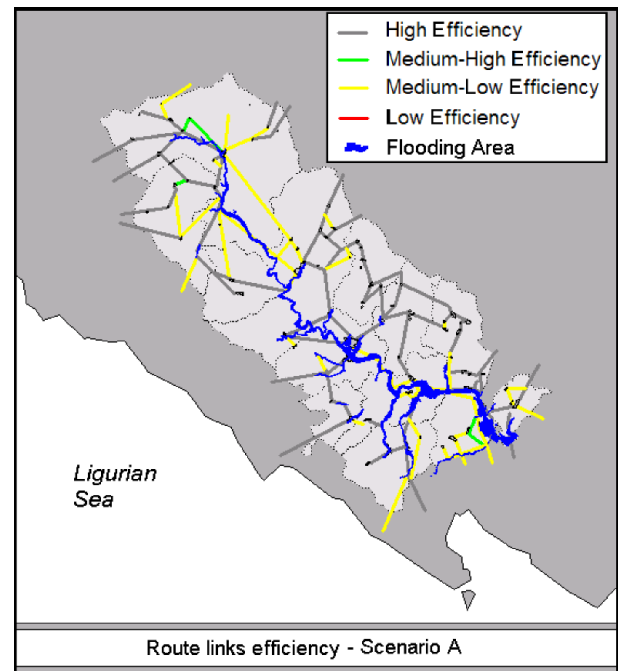 High Efficiency
Medium-High Efficiency
Medium-Low Efficiency
Low Efficiency
Flooding Area
Ligurian
Sea
Route links efficiency - Scenario A